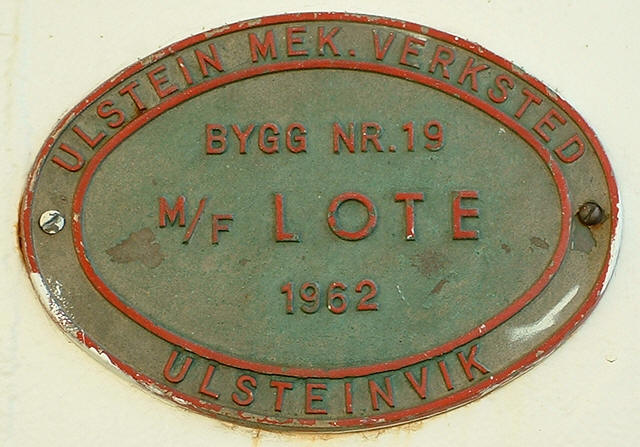 ULSTEIN MEK. VERKSTED
BYGG NR. 19
M/F LOTE
1962
ULSTEINVIK